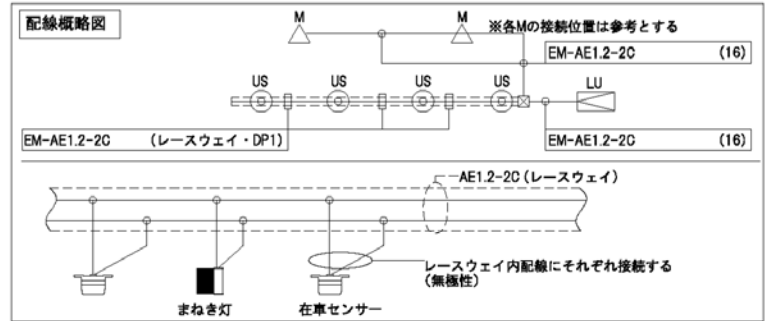 配線概略図
M
M
※各Mの接続位置は参考とする
EM-AE1.2-2C (16)
US
US
US
US
LU
EM-AE1.2-2C (レースウェイ・DP1)
EM-AE1.2-2C (16)
AE1.2-2C(レースウェイ)
レースウェイ内配線にそれぞれ接続する
(無極性)
まねき灯
在車センサー